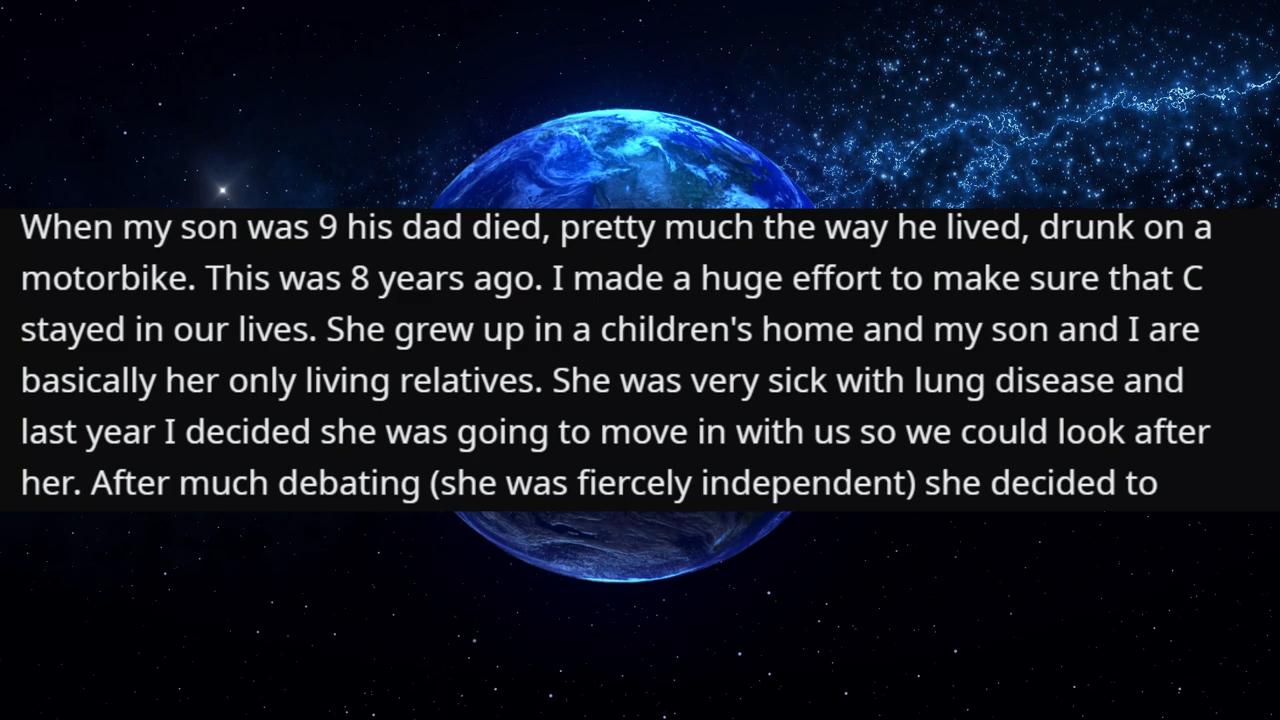 When my son was 9 his dad died, pretty much the way he lived, drunk on a
motorbike. This was 8 years ago. I made a huge effort to make sure that C
stayed in our lives. She grew up in a children's home and my son and I are
basically her only living relatives. She was very sick with lung disease and
last year I decided she was going to move in with us so we could look after
her. After much debating (she was fiercely independent) she decided to